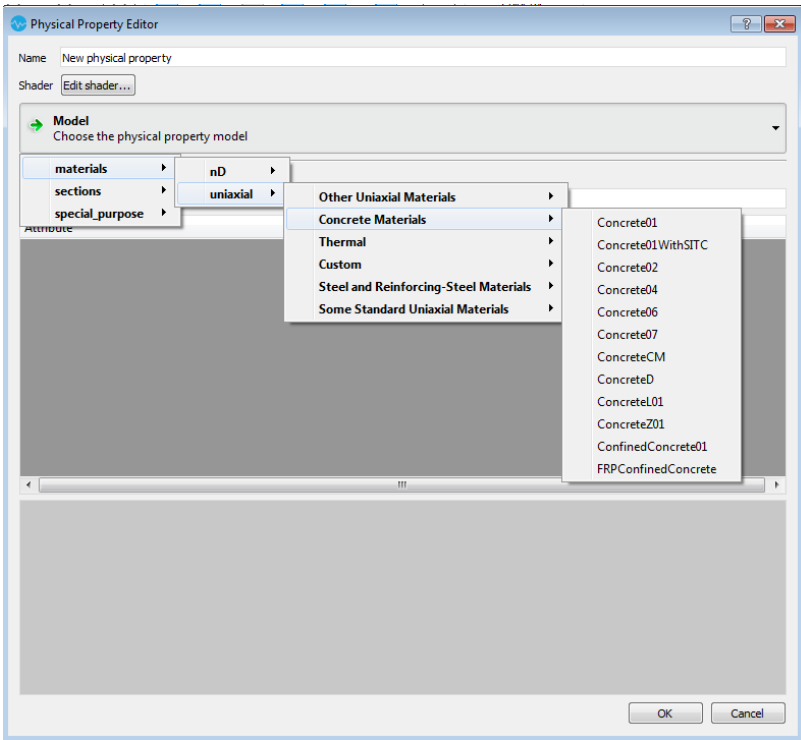 Physical Property Editor
Name New physical property
Shader Edit shader...
Model
Choose the physical property model
materials
sections
special_purpose
nD
uniaxial
Other Uniaxial Materials
Concrete Materials
Thermal
Custom
Steel and Reinforcing-Steel Materials
Some Standard Uniaxial Materials
Concrete01
Concrete01WithSITC
Concrete02
Concrete04
Concrete06
Concrete07
ConcreteCM
ConcreteD
ConcreteL01
ConcreteZ01
ConfinedConcrete01
FRPConfinedConcrete
Attribute
OK Cancel